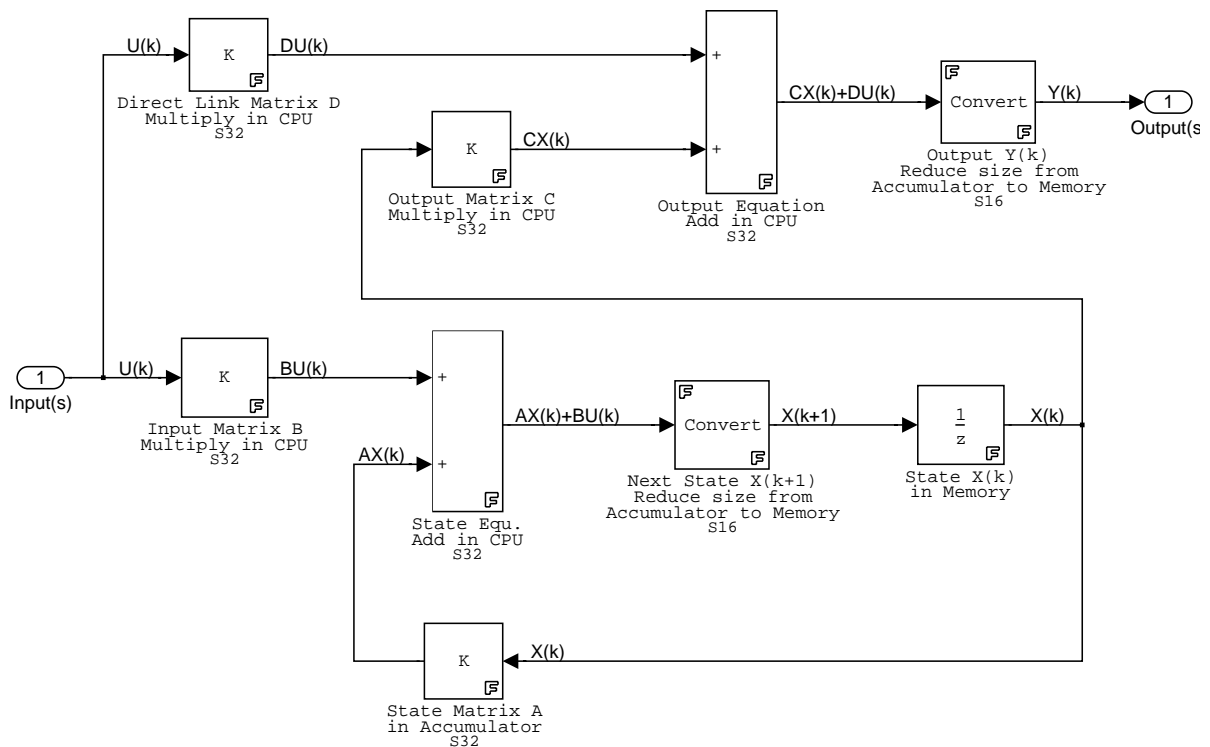 U(k)
K
F
DU(k)
Direct Link Matrix D
Multiply in CPU
S32
K
F
CX(k)
Output Matrix C
Multiply in CPU
S32
+
+
F
Output Equation
Add in CPU
S32
CX(k)+DU(k)
F
Convert
F
Y(k)
Output Y(k)
Reduce size from
Accumulator to Memory
S16
1
Output(s
1
Input(s)
U(k)
K
F
BU(k)
Input Matrix B
Multiply in CPU
S32
AX(k)
+
+
F
State Equ.
Add in CPU
S32
AX(k)+BU(k)
F
Convert
F
X(k+1)
Next State X(k+1)
Reduce size from
Accumulator to Memory
S16
1
z
F
X(k)
State X(k)
in Memory
K
F
X(k)
State Matrix A
in Accumulator
S32